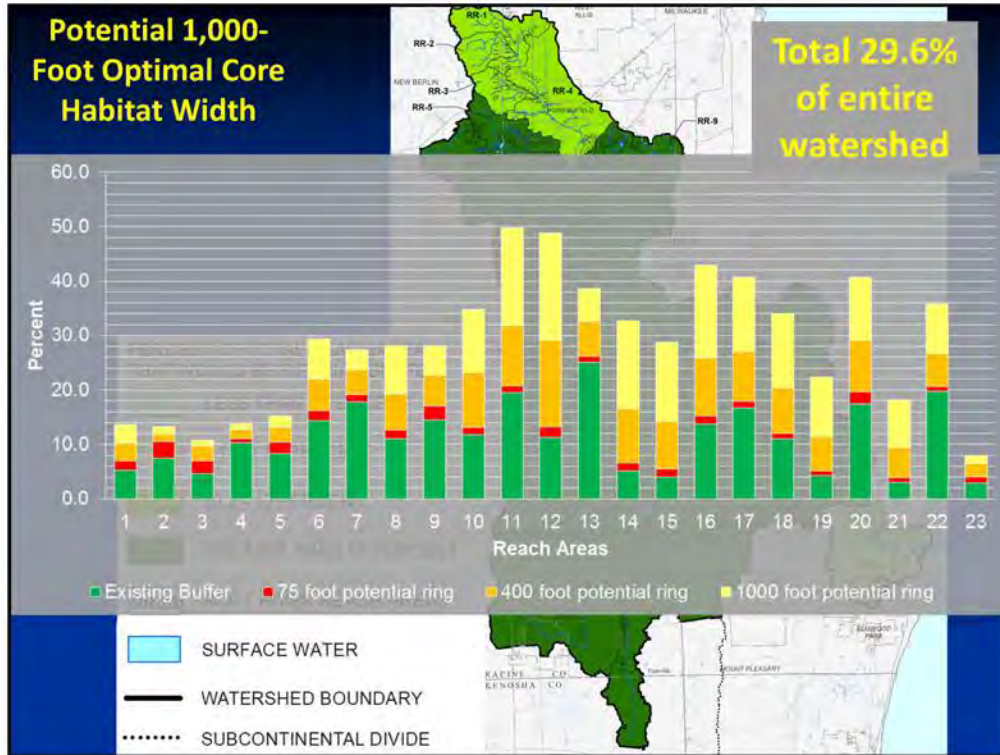 Potential 1,000-
Foot Optimal Core
Habitat Width
Total 29.6%
of entire
watershed
RR-1
RR-2
NEW BERLIN
RR-3
RR-5
RR-4
RR-9
MILWAUKEE
60.0
50.0
40.0
30.0
20.0
10.0
0.0
Percent
1 2 3 4 5 6 7 8 9 10 11 12 13 14 15 16 17 18 19 20 21 22 23
Reach Areas
Existing Buffer 75 foot potential ring 400 foot potential ring 1000 foot potential ring
SURFACE WATER
WATERSHED BOUNDARY
SUBCONTINENTAL DIVIDE
RACINE CO
KENOSHA CO
MOUNT PLEASANT
ELMWOOD
PARK